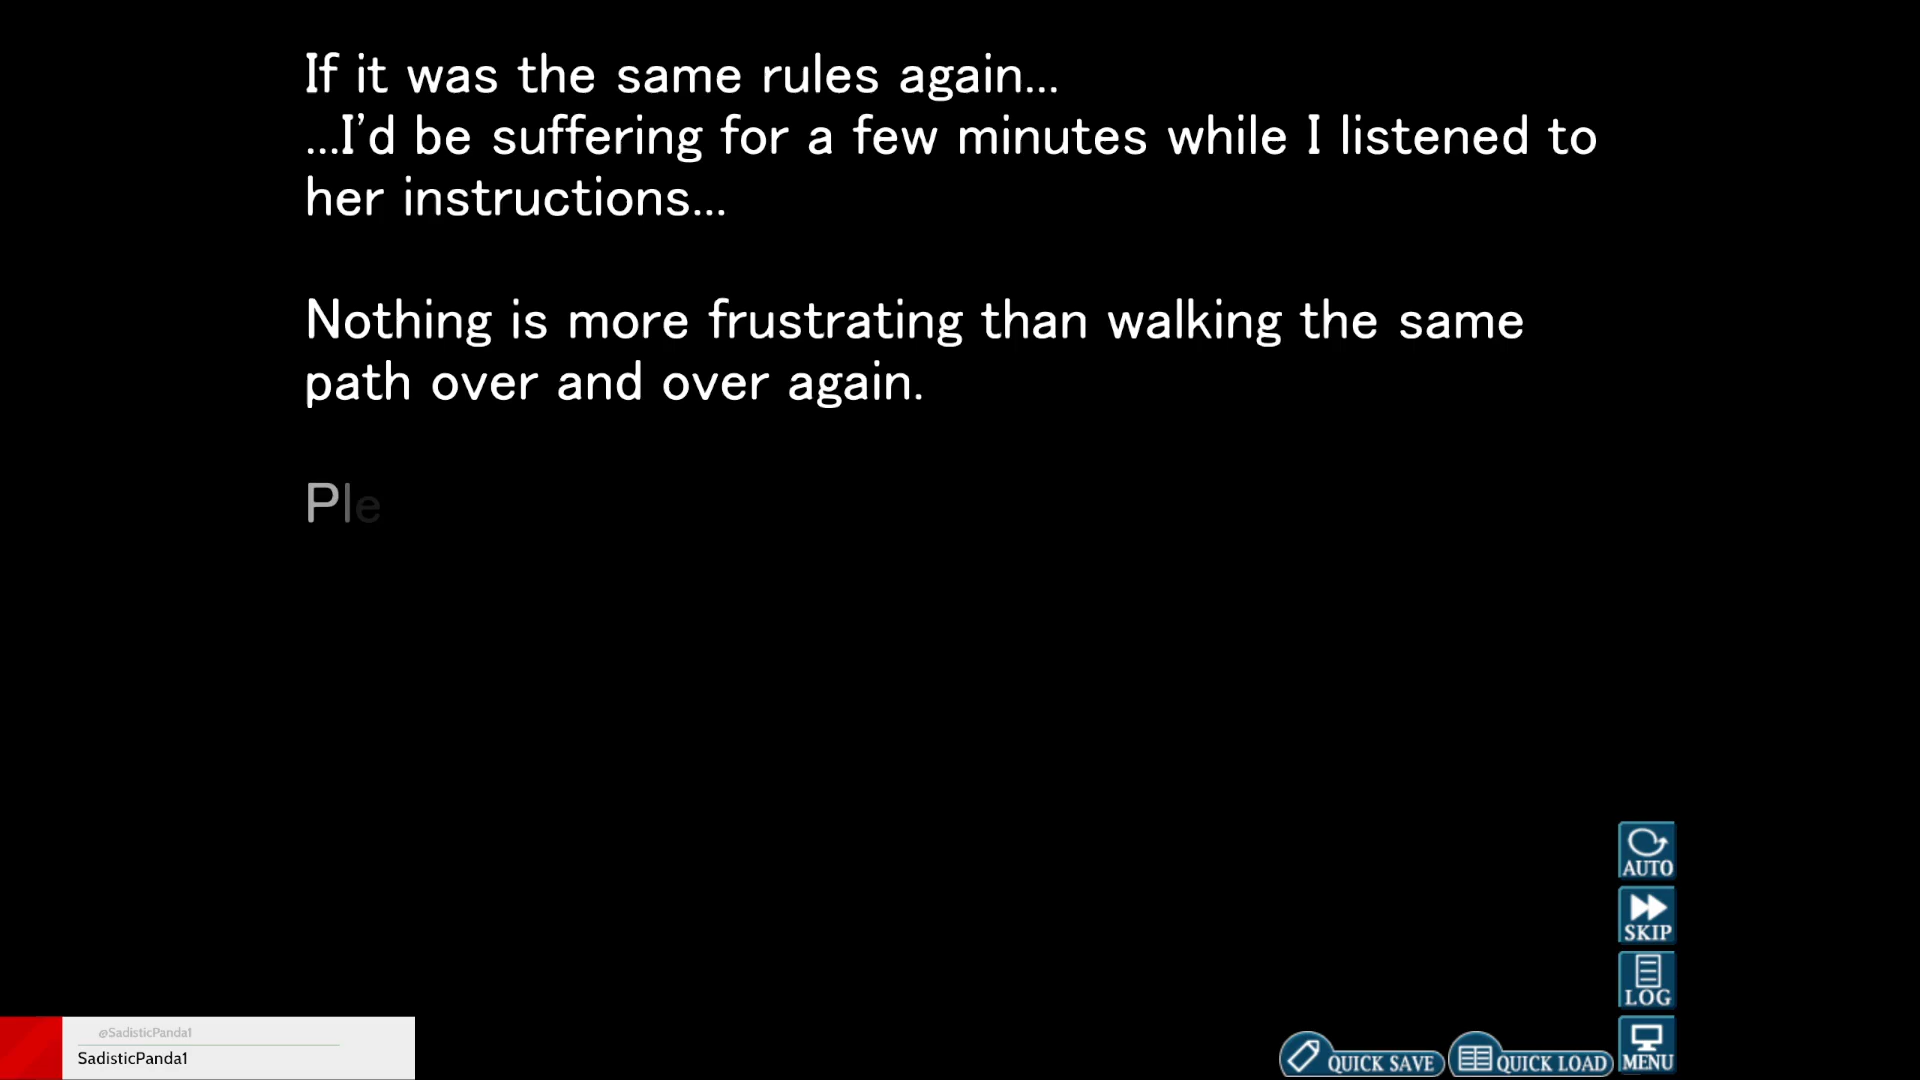 If it was the same rules again...
...I'd be suffering for a few minutes while I listened to
her instructions...
Nothing is more frustrating than walking the same
path over and over again.
Ple
AUTO
SKIP
LOG
MENU
QUICK SAVE
QUICK LOAD
@SadisticPanda1
SadisticPanda1